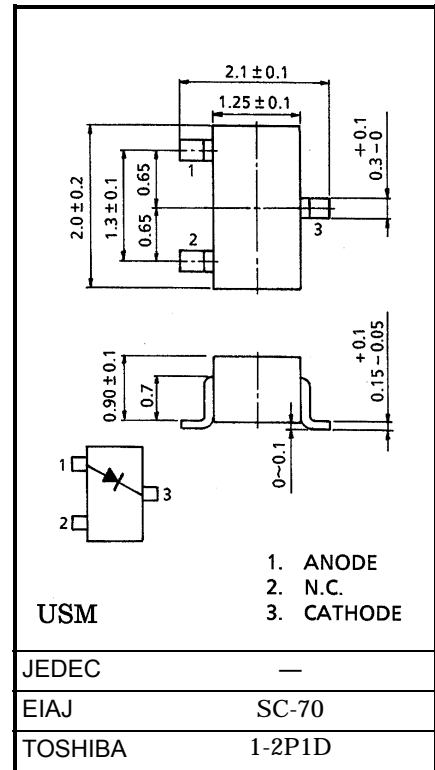 2.1 ± 0.1
1.25 ± 0.1
+ 0.1
0.3 − 0
2.0 ± 0.2
1.3 ± 0.1
0.65
0.65
1
2
3
0.90 ± 0.1
0.7
0~0.1
+ 0.1
0.15 − 0.05
1
3
2
1. ANODE
2. N.C.
3. CATHODE
USM
JEDEC —
EIAJ SC-70
TOSHIBA 1-2P1D